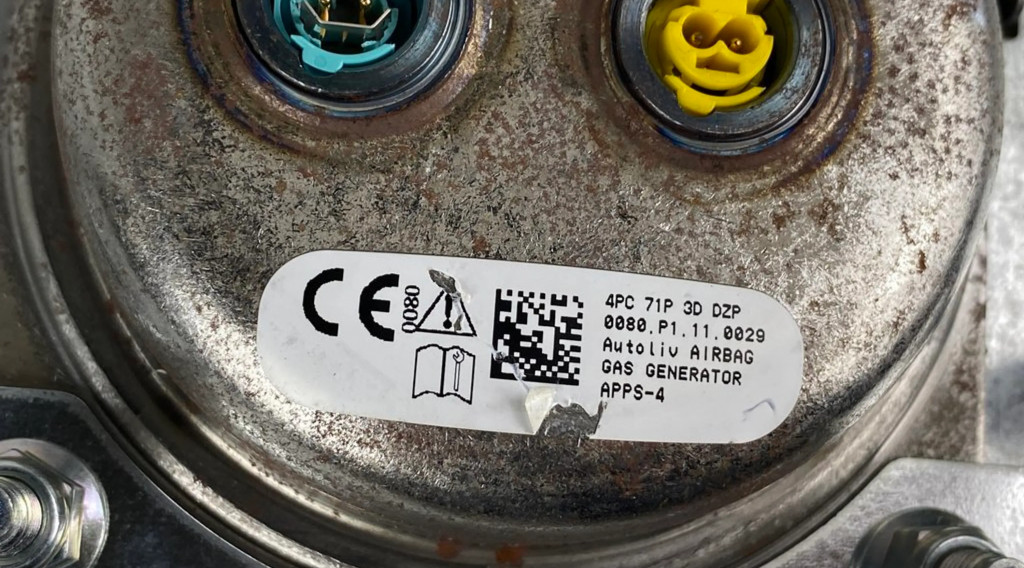 CE
0080
4PC 71P 3D DZP
0080.P1.11.0029
Autoliv AIRBAG
GAS GENERATOR
APPS-4